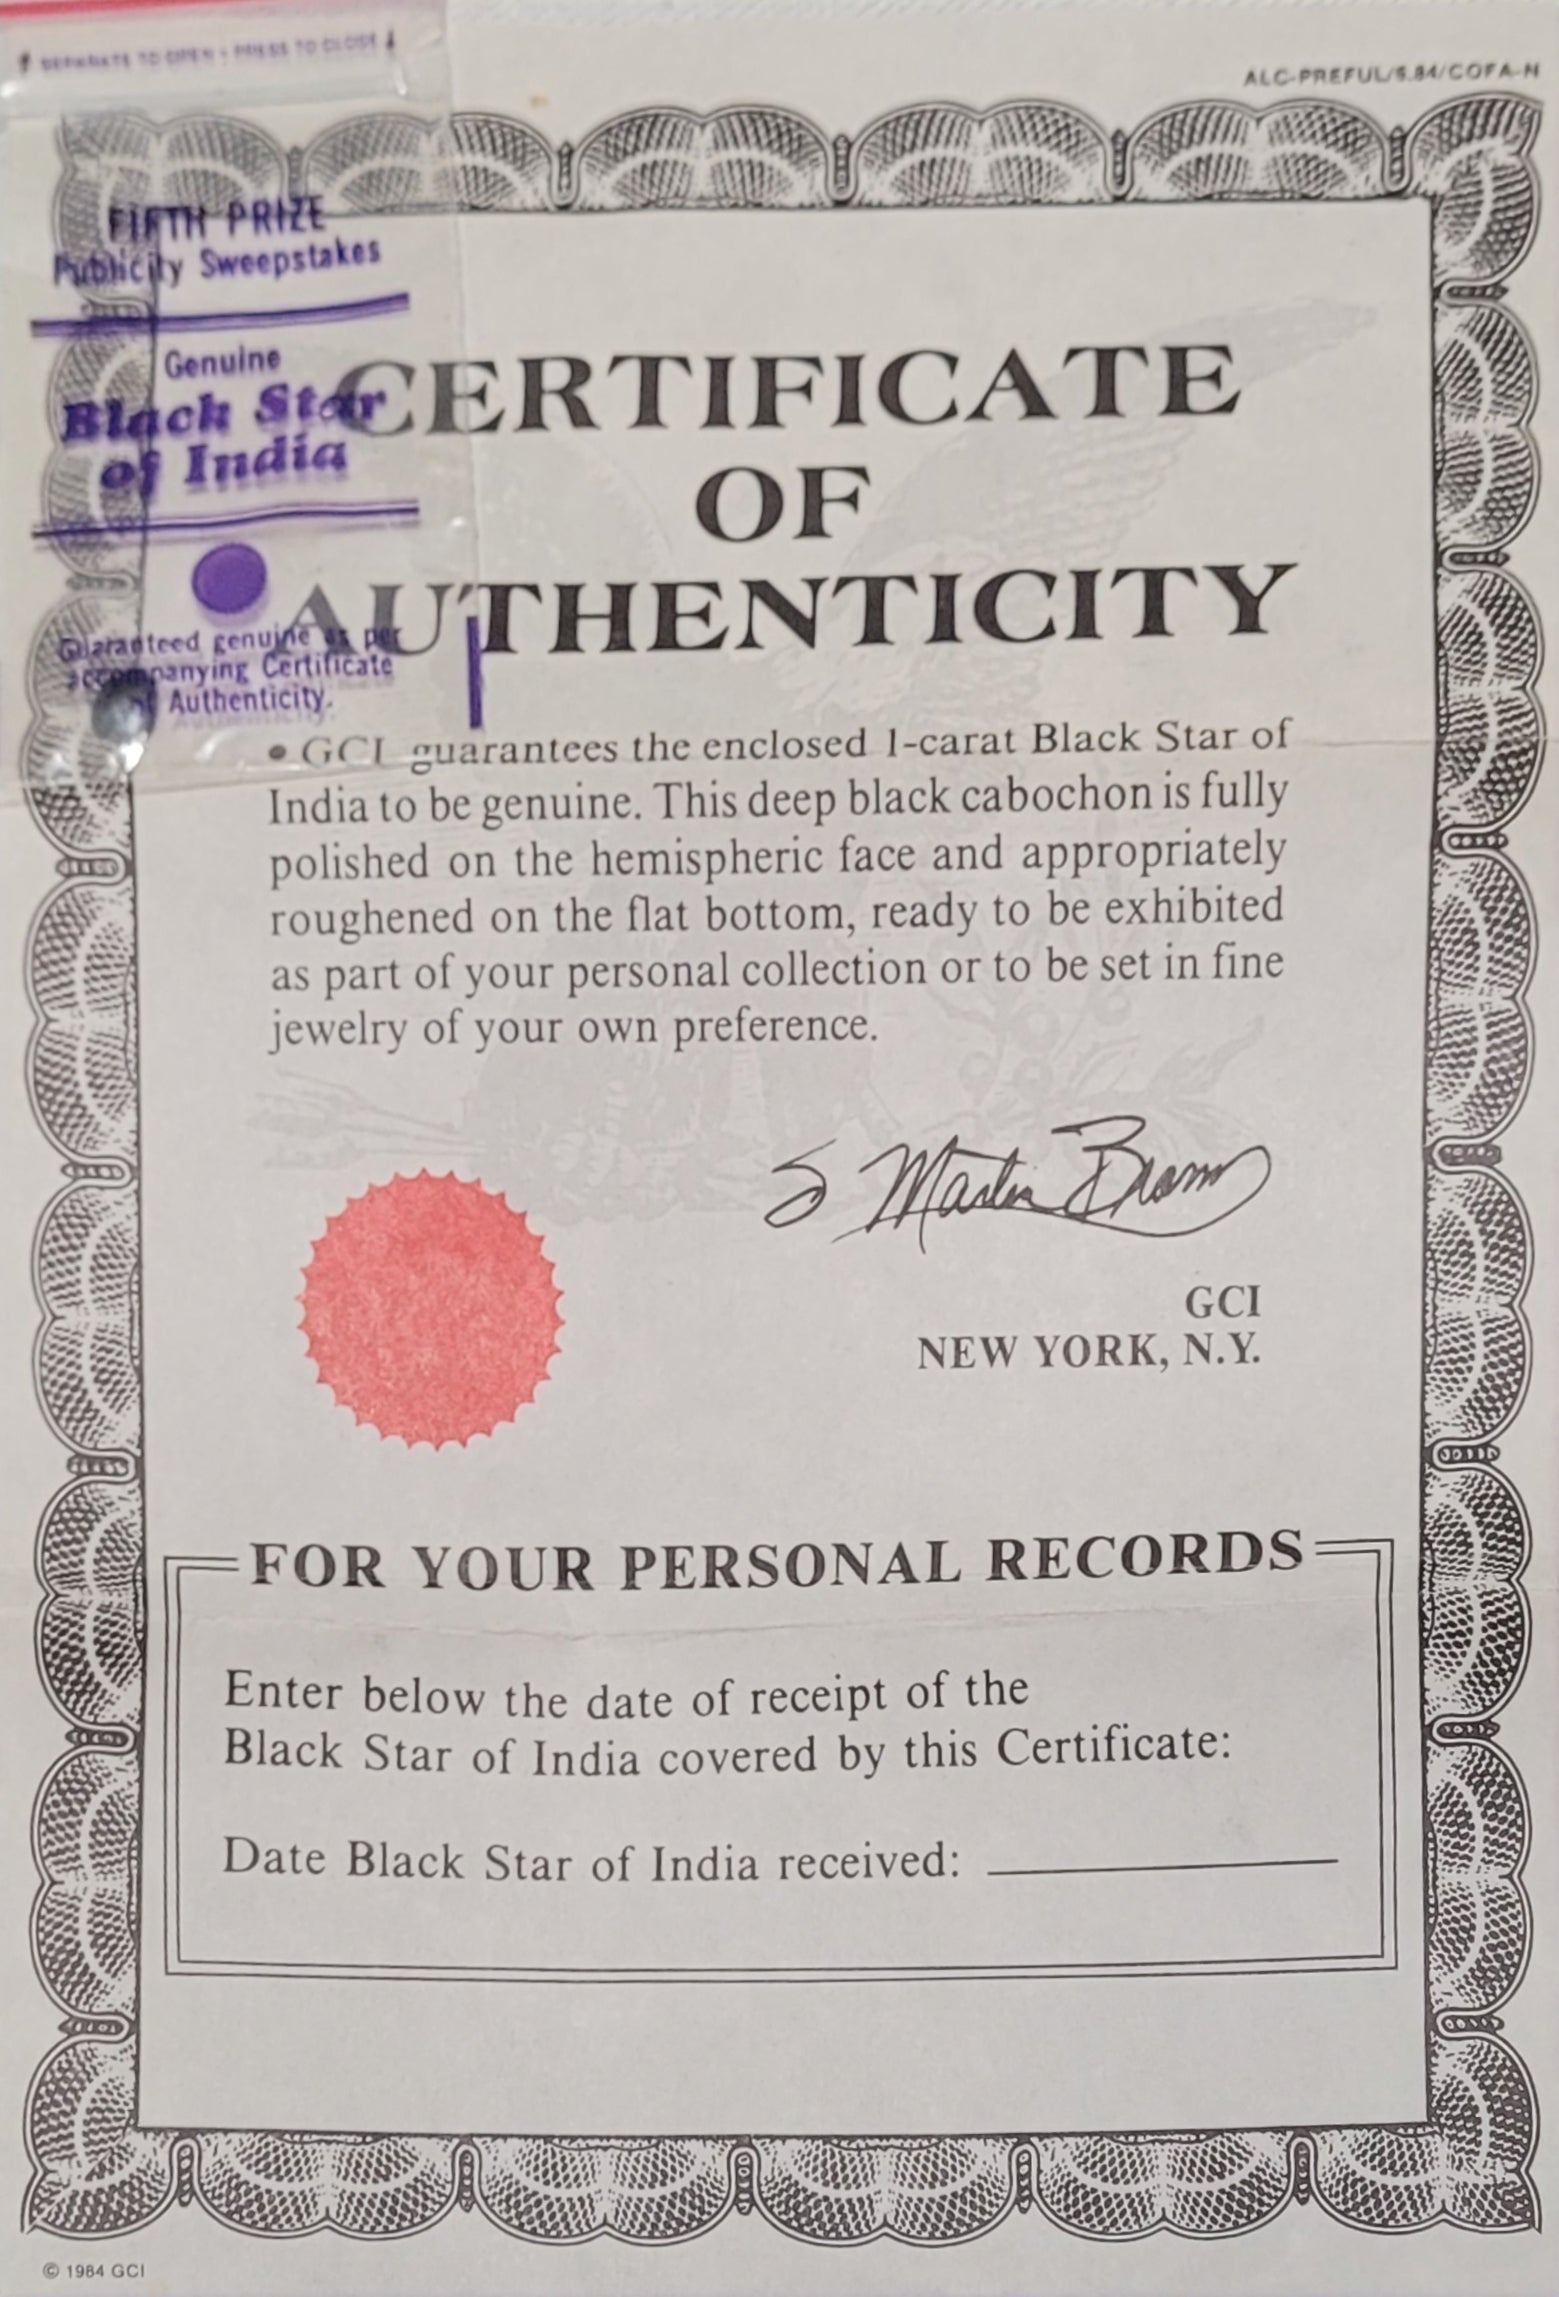 SEPARATE TO OPEN - PRESS TO CLOSE
ALC-PREFUL/5.84/COFA-N
FIFTH PRIZE
Publicity Sweepstakes
Genuine
Black Star
of India
Guaranteed genuine as per
accompanying Certificate
of Authenticity.
CERTIFICATE
OF
AUTHENTICITY
• GCI guarantees the enclosed 1-carat Black Star of
India to be genuine. This deep black cabochon is fully
polished on the hemispheric face and appropriately
roughened on the flat bottom, ready to be exhibited
as part of your personal collection or to be set in fine
jewelry of your own preference.
S Martin Brown
GCI
NEW YORK, N.Y.
FOR YOUR PERSONAL RECORDS
Enter below the date of receipt of the
Black Star of India covered by this Certificate:
Date Black Star of India received:
© 1984 GCI